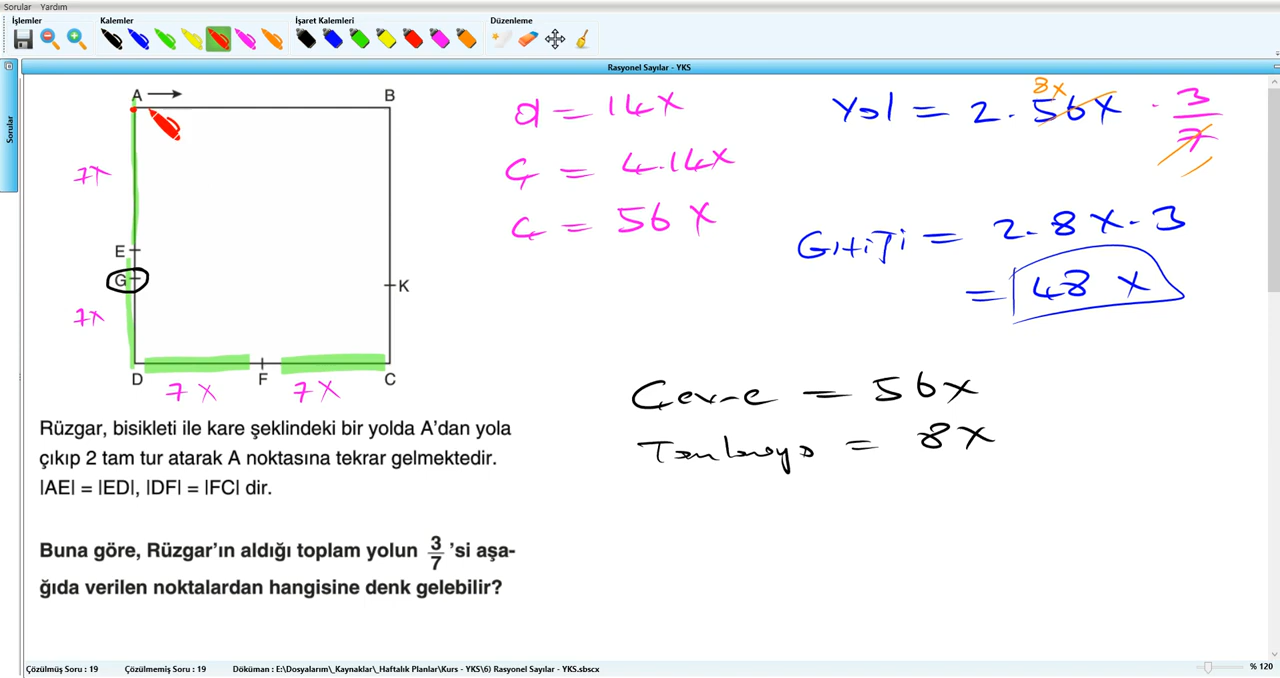 Sorular Yardım
İşlemler Kalemler İşaret Kalemleri Düzenleme
Rasyonel Sayılar - YKS
Sorular
A B
7x
E
G
K
7x
D F C
7x 7x
a = 14x
Ç = 4.14x
Ç = 56x
8x
Yol = 2.56x . 3/7
Gittiği = 2.8x.3
= 48x
Çevre = 56x
= 8x
Rüzgar, bisikleti ile kare şeklindeki bir yolda A'dan yola
çıkıp 2 tam tur atarak A noktasına tekrar gelmektedir.
|AE| = |ED|, |DF| = |FC| dir.
Buna göre, Rüzgar'ın aldığı toplam yolun 3/7 'si aşa-
ğıda verilen noktalardan hangisine denk gelebilir?
Çözülmüş Soru : 19 Çözülmemiş Soru : 19 Döküman : E:\Dosyalarım\_Kaynaklar\_Haftalık Planlar\Kurs - YKS\6) Rasyonel Sayılar - YKS.sbscx % 120